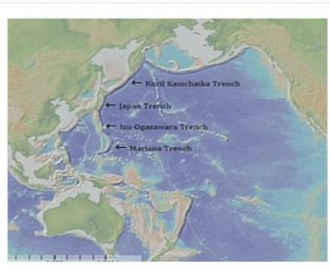 ← Kuril Kamchatka Trench
← Japan Trench
← Izu-Ogasawara Trench
← Mariana Trench